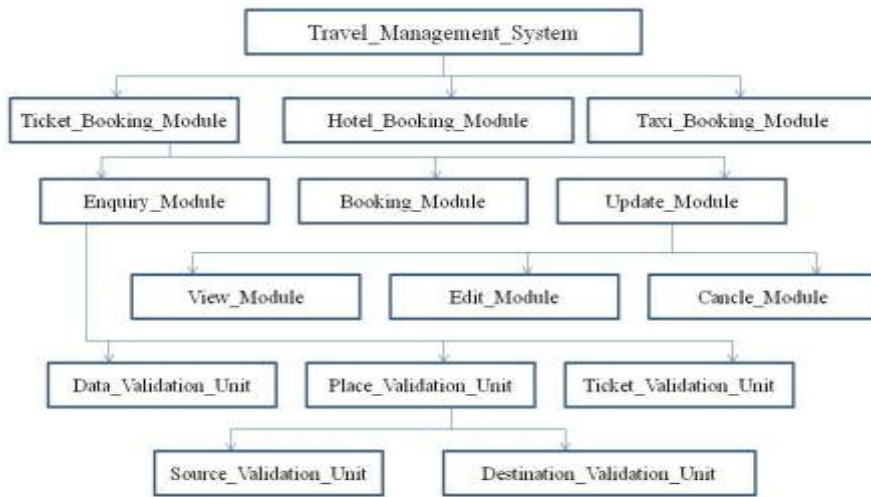 Travel_Management_System
Ticket_Booking_Module
Hotel_Booking_Module
Taxi_Booking_Module
Enquiry_Module
Booking_Module
Update_Module
View_Module
Edit_Module
Cancle_Module
Data_Validation_Unit
Place_Validation_Unit
Ticket_Validation_Unit
Source_Validation_Unit
Destination_Validation_Unit